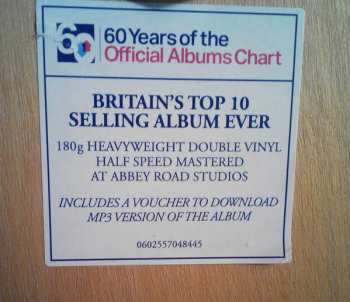 60 60 Years of the
Official Albums Chart
BRITAIN'S TOP 10
SELLING ALBUM EVER
180g HEAVYWEIGHT DOUBLE VINYL
HALF SPEED MASTERED
AT ABBEY ROAD STUDIOS
INCLUDES A VOUCHER TO DOWNLOAD
MP3 VERSION OF THE ALBUM
0602557048445